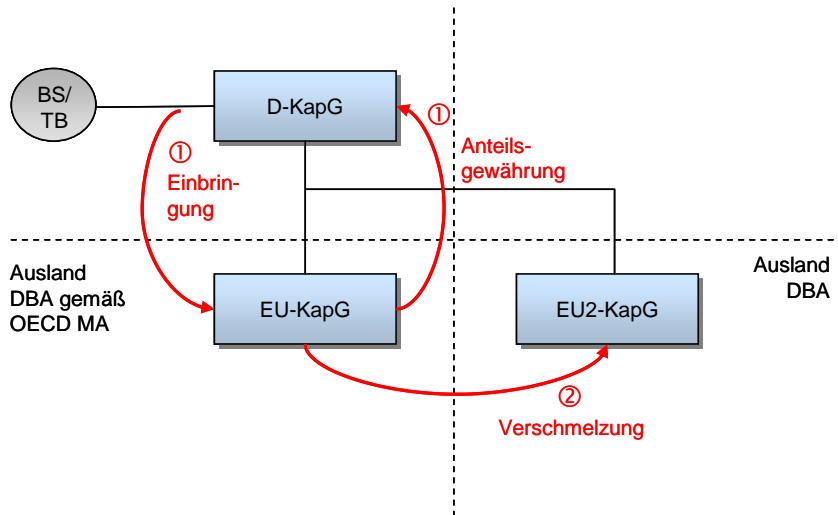 BS/
TB
D-KapG
①
①
Einbrin-
gung
Anteils-
gewährung
Ausland
DBA gemäß
OECD MA
EU-KapG
EU2-KapG
Ausland
DBA
②
Verschmelzung